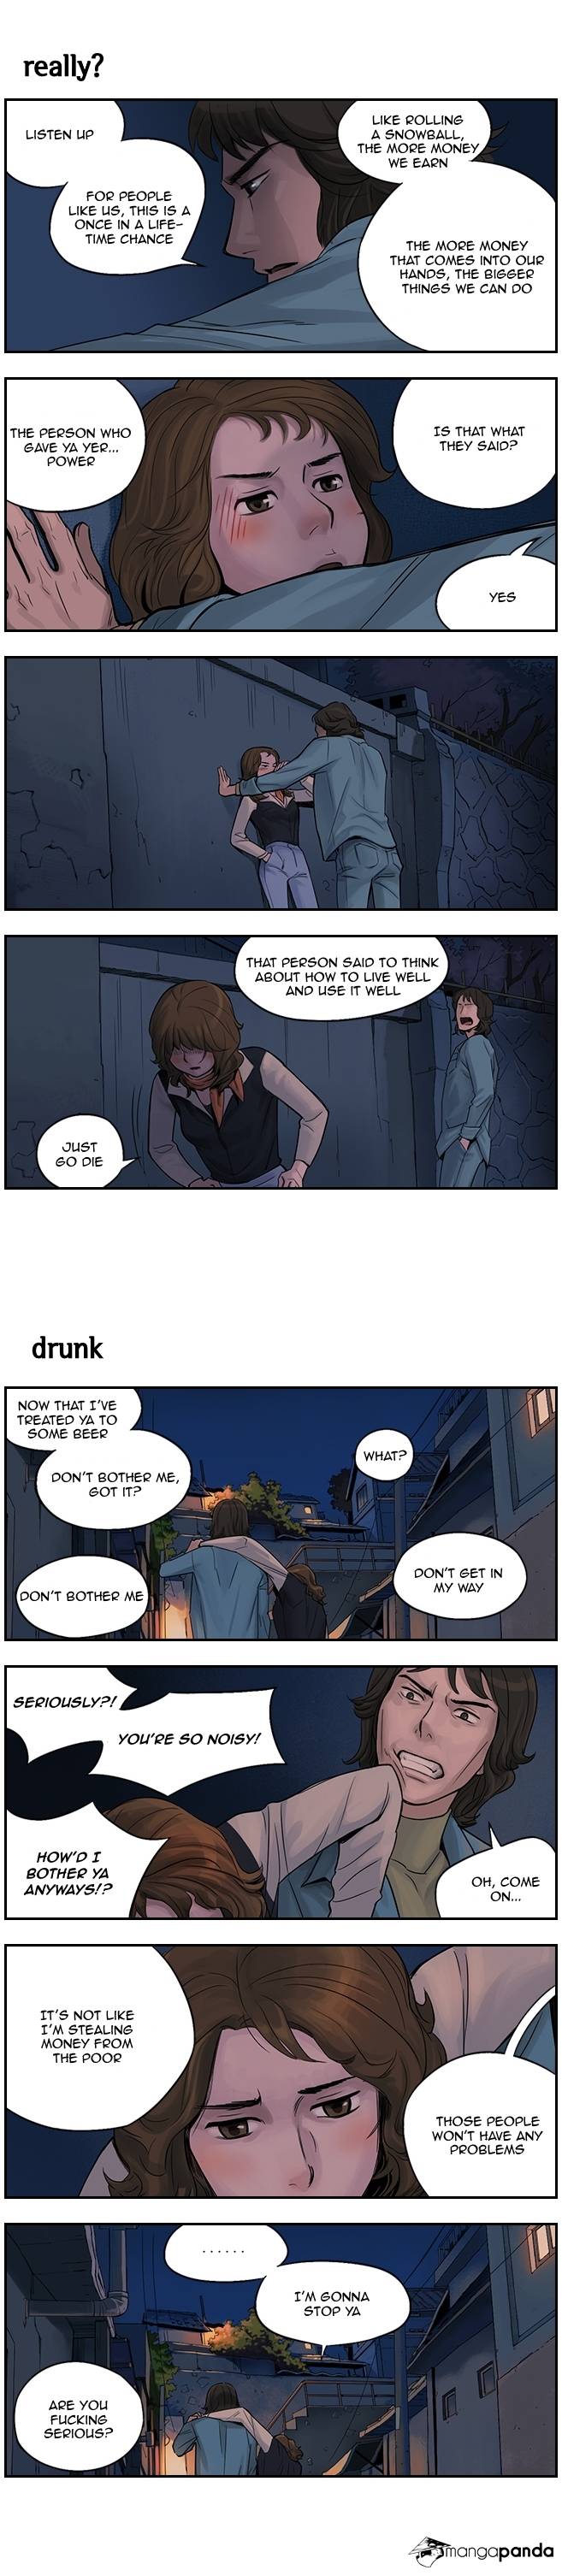 really?
LISTEN UP
FOR PEOPLE
LIKE US, THIS IS A
ONCE IN A LIFE-
TIME CHANCE
LIKE ROLLING
A SNOWBALL,
THE MORE MONEY
WE EARN
THE MORE MONEY
THAT COMES INTO OUR
HANDS, THE BIGGER
THINGS WE CAN DO
THE PERSON WHO
GAVE YA YER...
POWER
IS THAT WHAT
THEY SAID?
YES
THAT PERSON SAID TO THINK
ABOUT HOW TO LIVE WELL
AND USE IT WELL
JUST
GO DIE
drunk
NOW THAT I'VE
TREATED YA TO
SOME BEER
DON'T BOTHER ME,
GOT IT?
WHAT?
DON'T BOTHER ME
DON'T GET IN
MY WAY
SERIOUSLY?!
YOU'RE SO NOISY!
HOW'D I
BOTHER YA
ANYWAYS!?
OH, COME
ON...
IT'S NOT LIKE
I'M STEALING
MONEY FROM
THE POOR
THOSE PEOPLE
WON'T HAVE ANY
PROBLEMS
......
I'M GONNA
STOP YA
ARE YOU
FUCKING
SERIOUS?
mangapanda